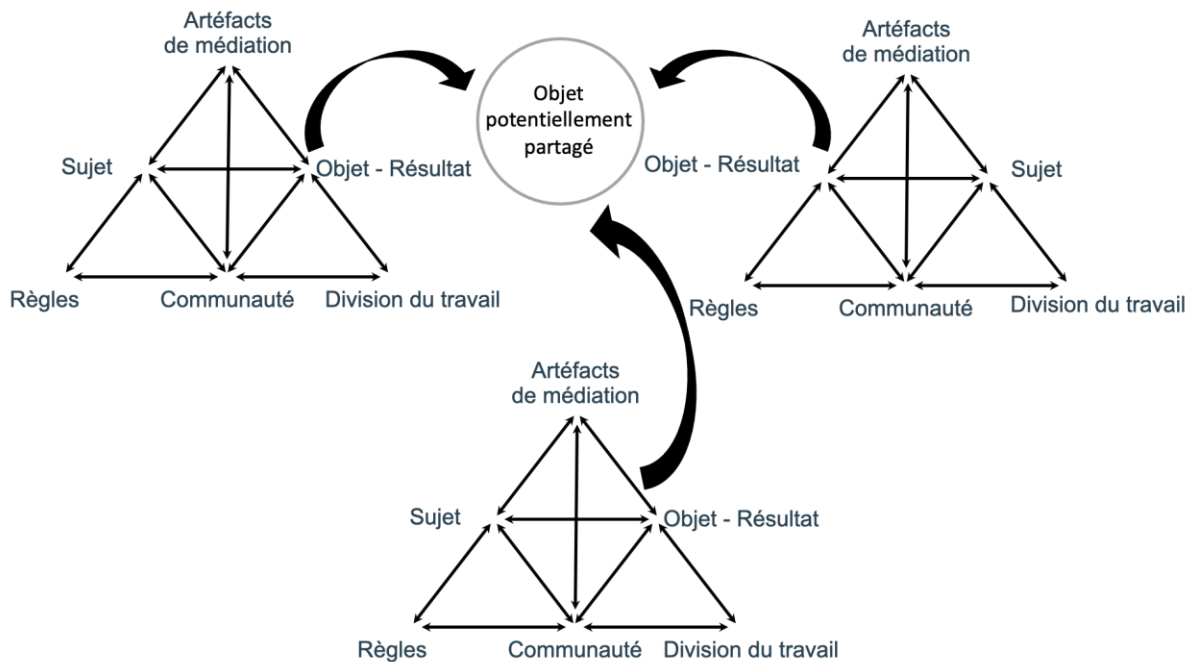 Artéfacts
de médiation
Sujet
Objet - Résultat
Règles
Communauté
Division du travail
Objet
potentiellement
partagé
Artéfacts
de médiation
Objet - Résultat
Sujet
Règles
Communauté
Division du travail
Artéfacts
de médiation
Sujet
Objet - Résultat
Règles
Communauté
Division du travail